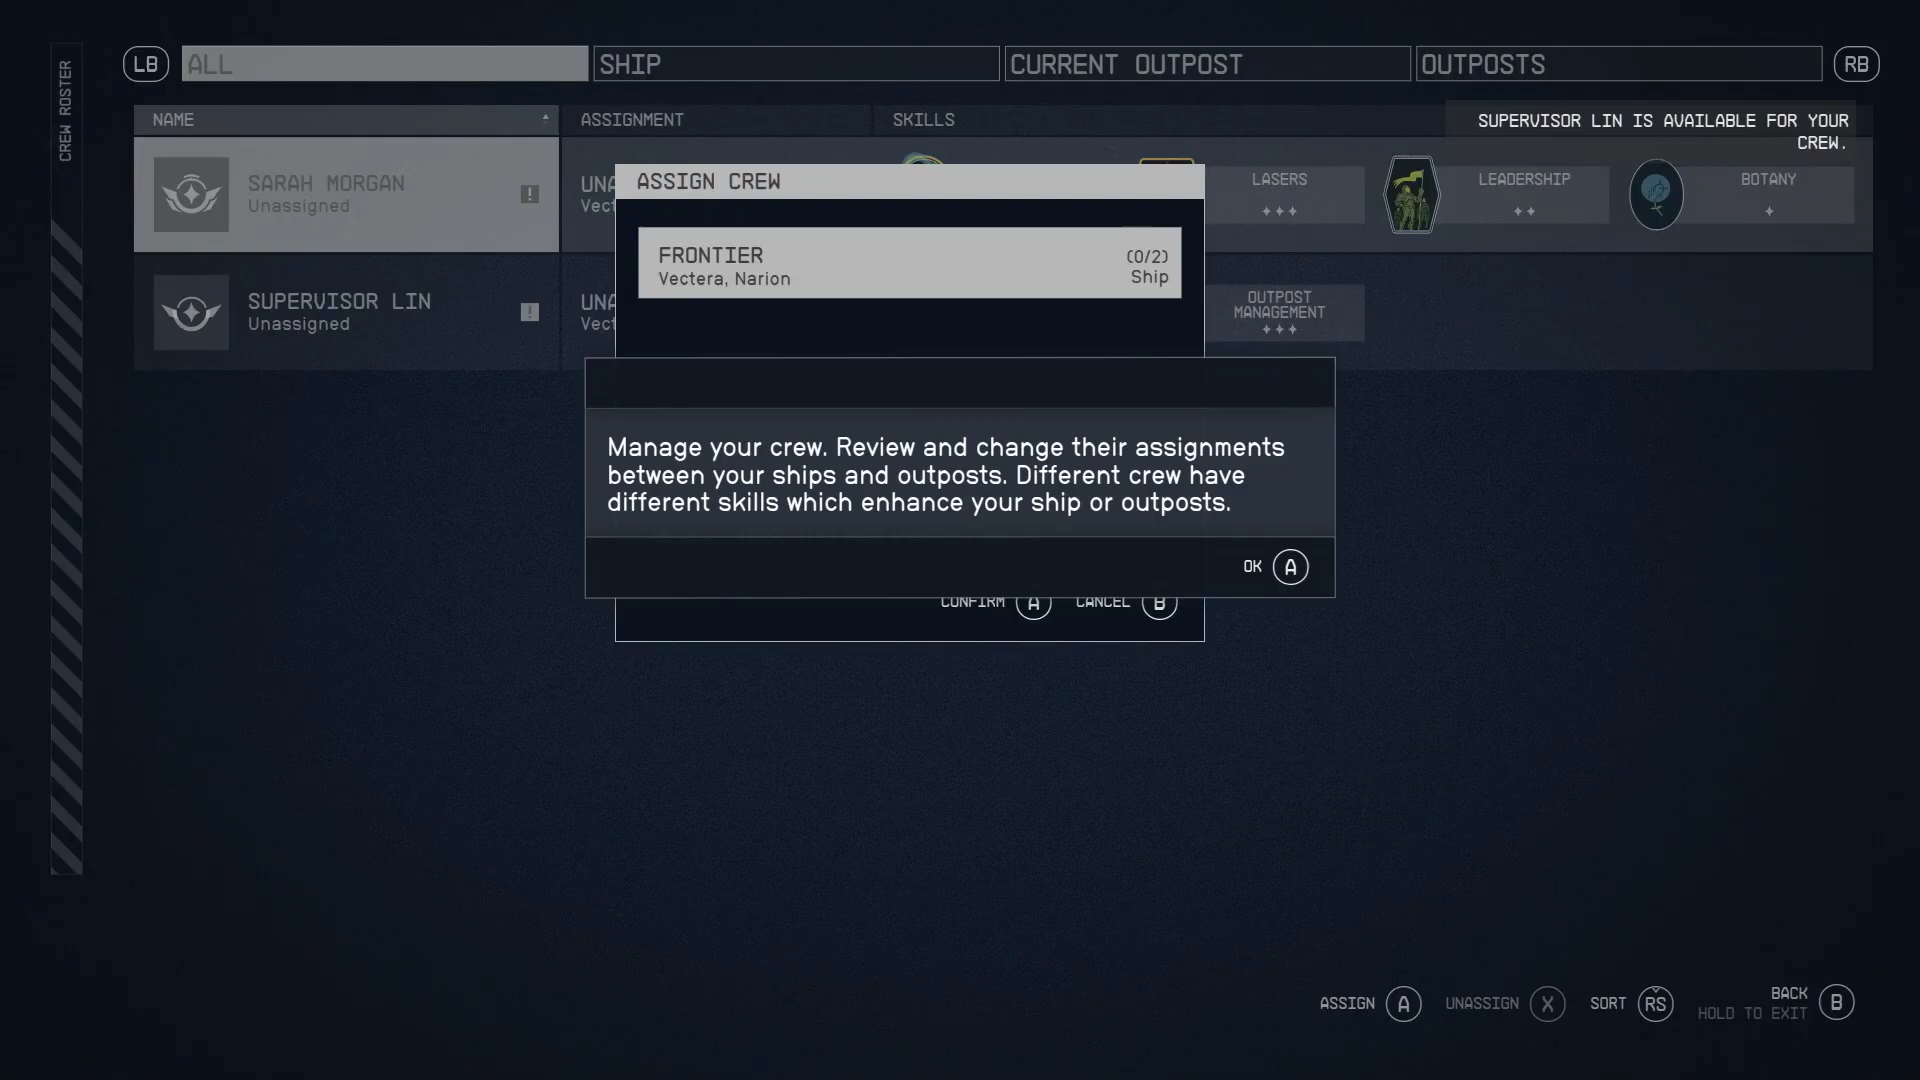 CREW ROSTER
LB
ALL
SHIP
CURRENT OUTPOST
OUTPOSTS
RB
NAME
ASSIGNMENT
SKILLS
SUPERVISOR LIN IS AVAILABLE FOR YOUR
CREW.
SARAH MORGAN
Unassigned
!
LASERS
LEADERSHIP
BOTANY
SUPERVISOR LIN
Unassigned
!
OUTPOST
MANAGEMENT
ASSIGN CREW
FRONTIER
(0/2)
Vectera, Narion
Ship
Manage your crew. Review and change their assignments
between your ships and outposts. Different crew have
different skills which enhance your ship or outposts.
OK A
CONFIRM A CANCEL B
ASSIGN A UNASSIGN X SORT RS BACK B
HOLD TO EXIT